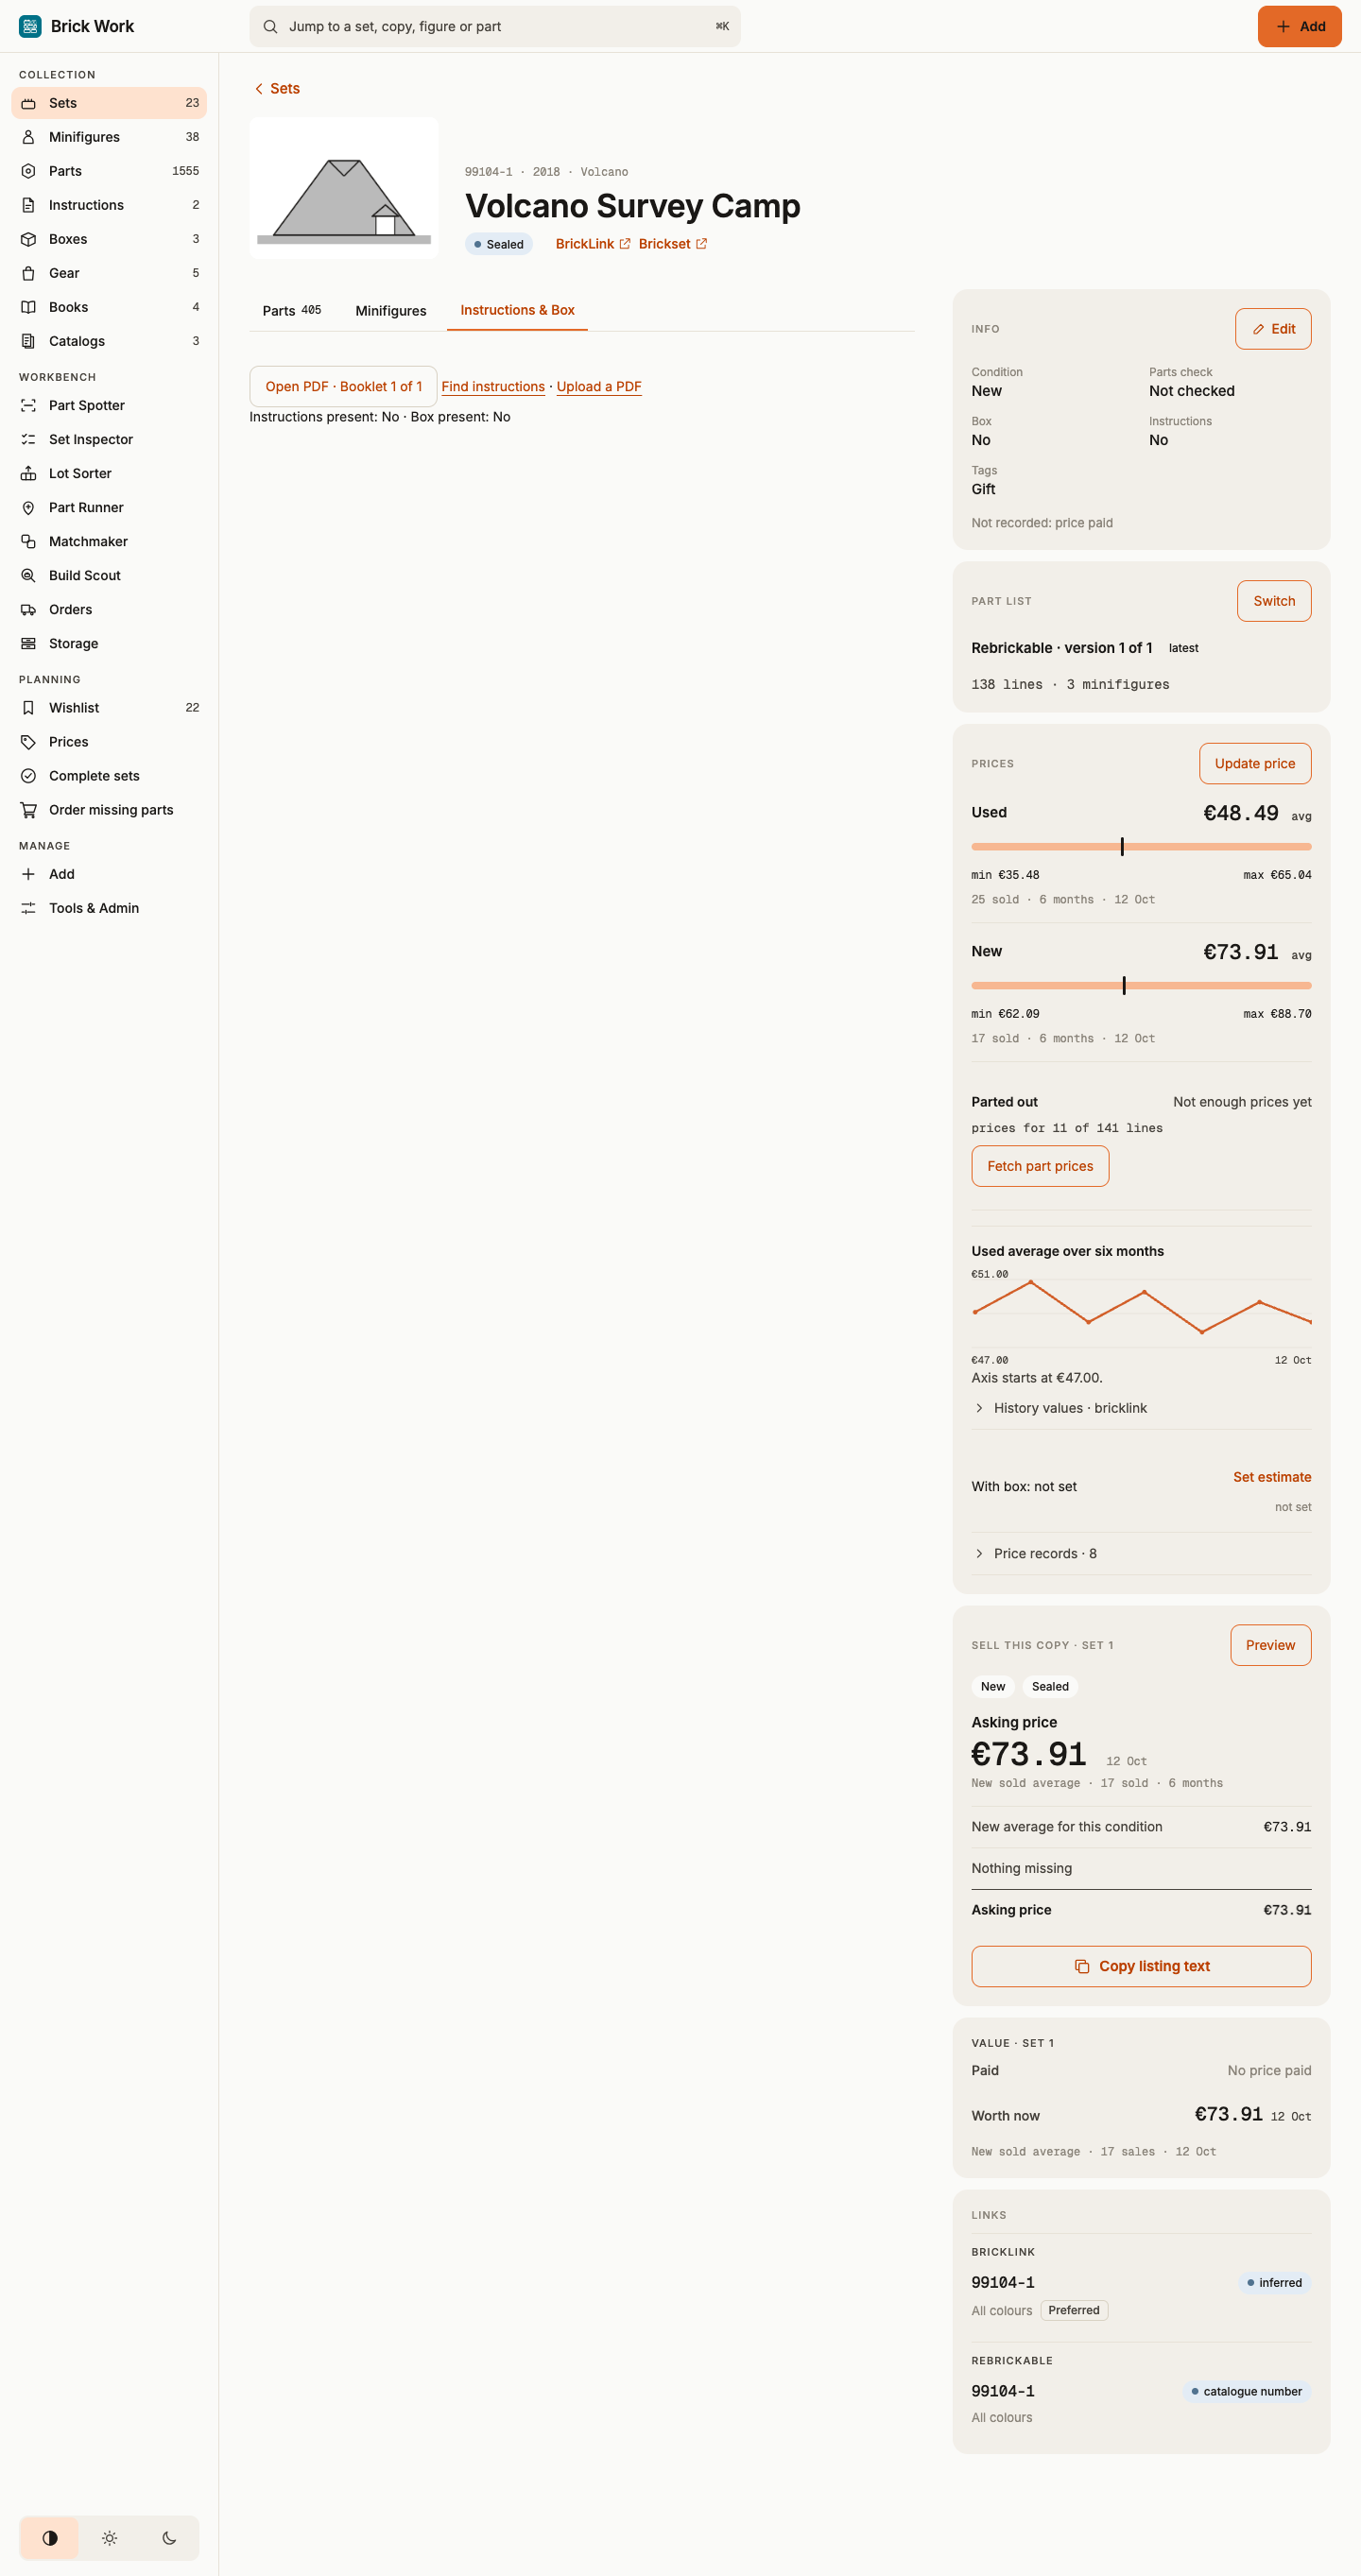 Brick Work
Jump to a set, copy, figure or part ⌘K
Add
COLLECTION
Sets 23
Minifigures 38
Parts 1555
Instructions 2
Boxes 3
Gear 5
Books 4
Catalogs 3
WORKBENCH
Part Spotter
Set Inspector
Lot Sorter
Part Runner
Matchmaker
Build Scout
Orders
Storage
PLANNING
Wishlist 22
Prices
Complete sets
Order missing parts
MANAGE
Add
Tools & Admin
Sets
99104-1 · 2018 · Volcano
Volcano Survey Camp
Sealed BrickLink Brickset
Parts 405 Minifigures Instructions & Box
Open PDF · Booklet 1 of 1 Find instructions · Upload a PDF
Instructions present: No · Box present: No
INFO Edit
Condition Parts check
New Not checked
Box Instructions
No No
Tags
Gift
Not recorded: price paid
PART LIST Switch
Rebrickable · version 1 of 1 latest
138 lines · 3 minifigures
PRICES Update price
Used €48.49 avg
min €35.48 max €65.04
25 sold · 6 months · 12 Oct
New €73.91 avg
min €62.09 max €88.70
17 sold · 6 months · 12 Oct
Parted out Not enough prices yet
prices for 11 of 141 lines
Fetch part prices
Used average over six months
€51.00
€47.00 12 Oct
Axis starts at €47.00.
History values · bricklink
With box: not set Set estimate
not set
Price records · 8
SELL THIS COPY · SET 1 Preview
New Sealed
Asking price
€73.91 12 Oct
New sold average · 17 sold · 6 months
New average for this condition €73.91
Nothing missing
Asking price €73.91
Copy listing text
VALUE · SET 1
Paid No price paid
Worth now €73.91 12 Oct
New sold average · 17 sales · 12 Oct
LINKS
BRICKLINK
99104-1 inferred
All colours Preferred
REBRICKABLE
99104-1 catalogue number
All colours